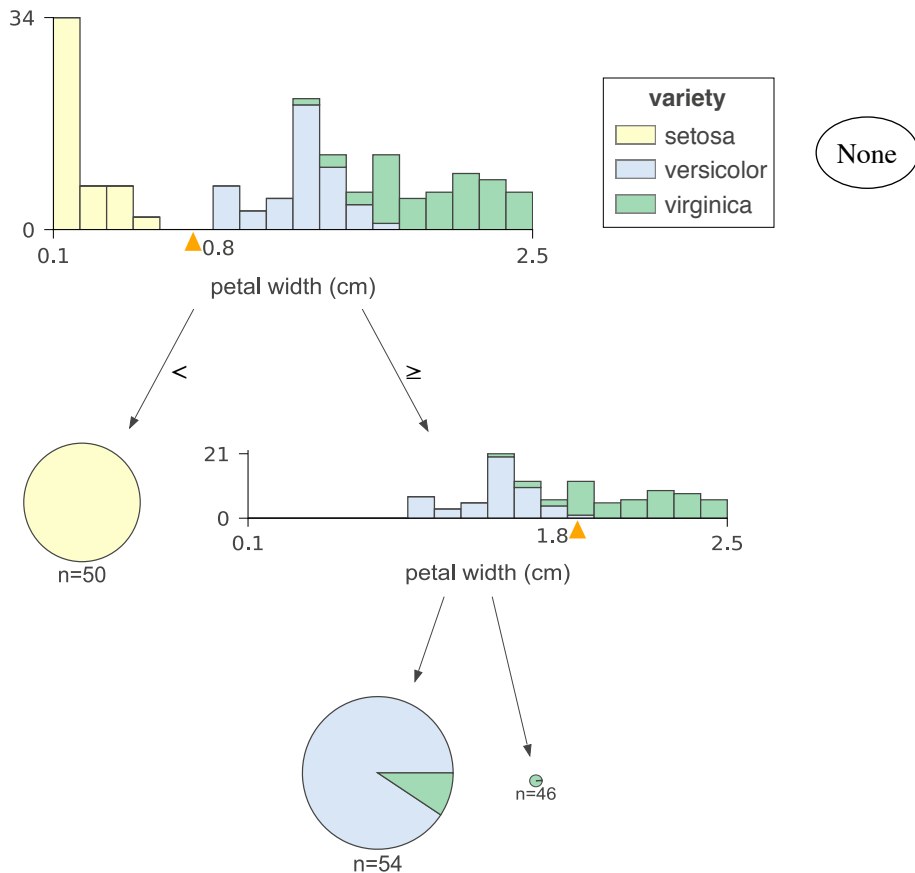 34
0
0.1
0.8
2.5
petal width (cm)
variety
setosa
versicolor
virginica
None
<
≥
n=50
21
0
0.1
1.8
2.5
petal width (cm)
n=54
n=46